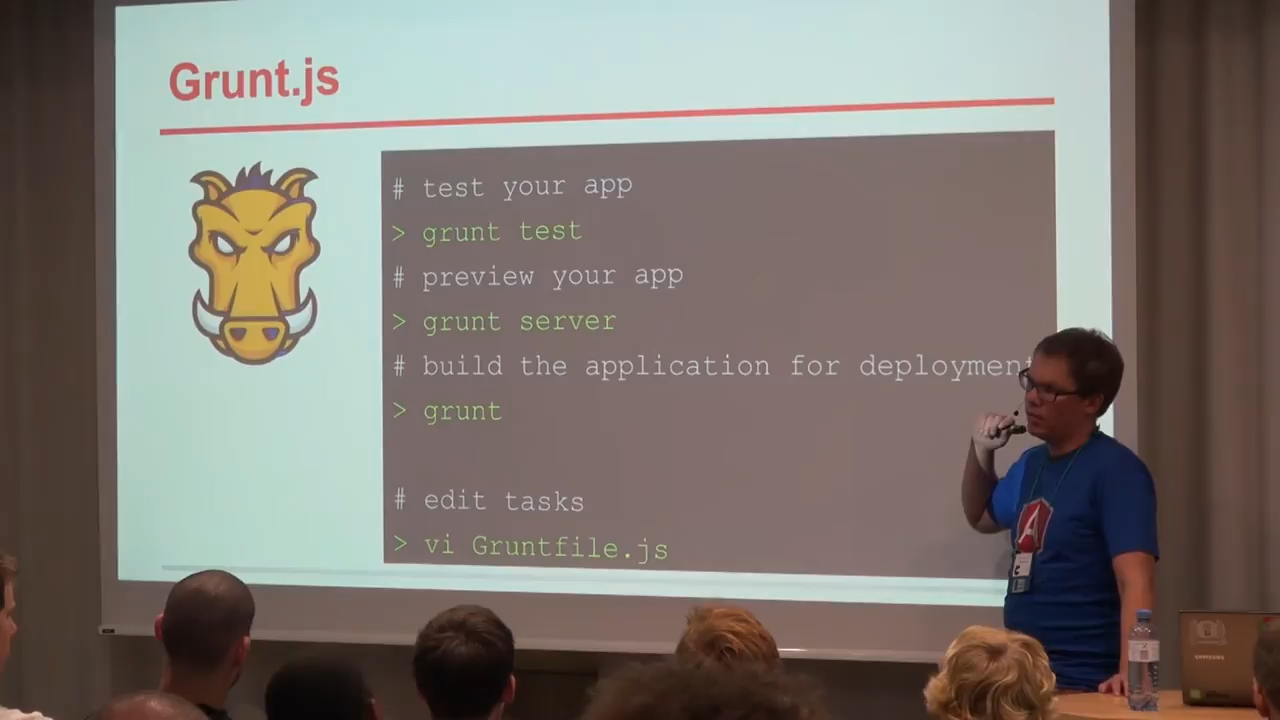 Grunt.js
# test your app
> grunt test
# preview your app
> grunt server
# build the application for deployment
> grunt
# edit tasks
> vi Gruntfile.js
A
SAMSUNG